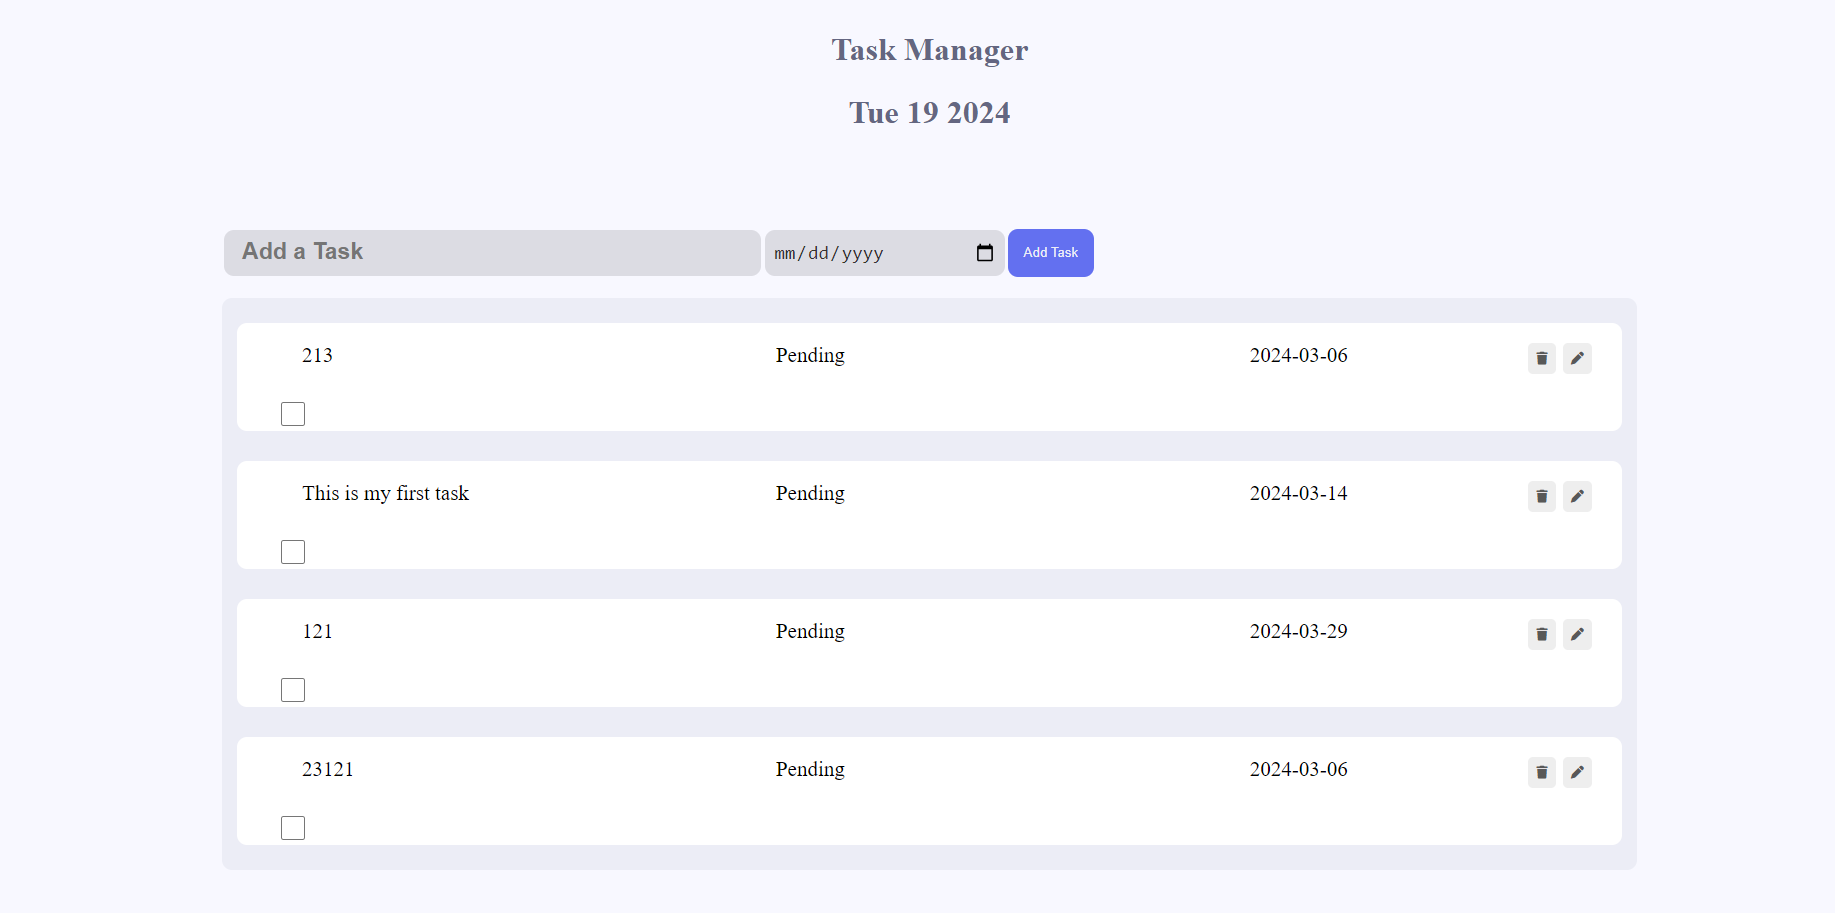 Task Manager
Tue 19 2024
Add a Task mm/dd/yyyy Add Task
213 Pending 2024-03-06
This is my first task Pending 2024-03-14
121 Pending 2024-03-29
23121 Pending 2024-03-06